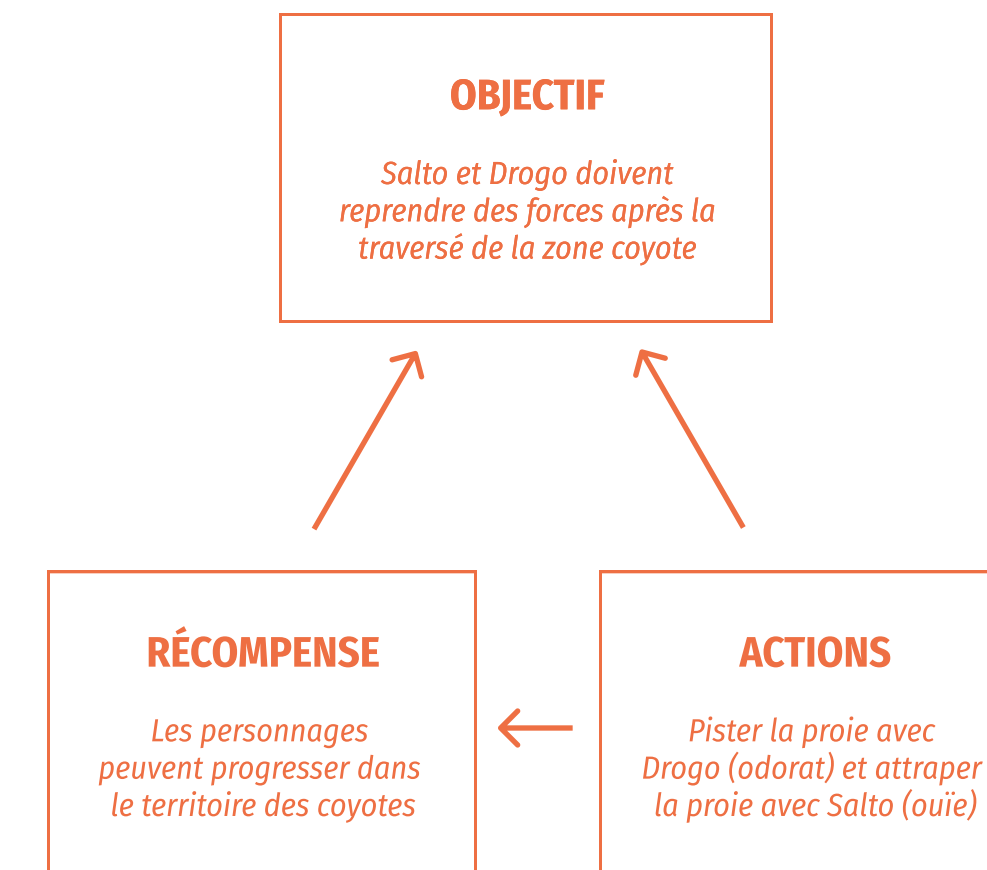 OBJECTIF
Salto et Drogo doivent
reprendre des forces après la
traversé de la zone coyote
RÉCOMPENSE
Les personnages
peuvent progresser dans
le territoire des coyotes
ACTIONS
Pister la proie avec
Drogo (odorat) et attraper
la proie avec Salto (ouïe)